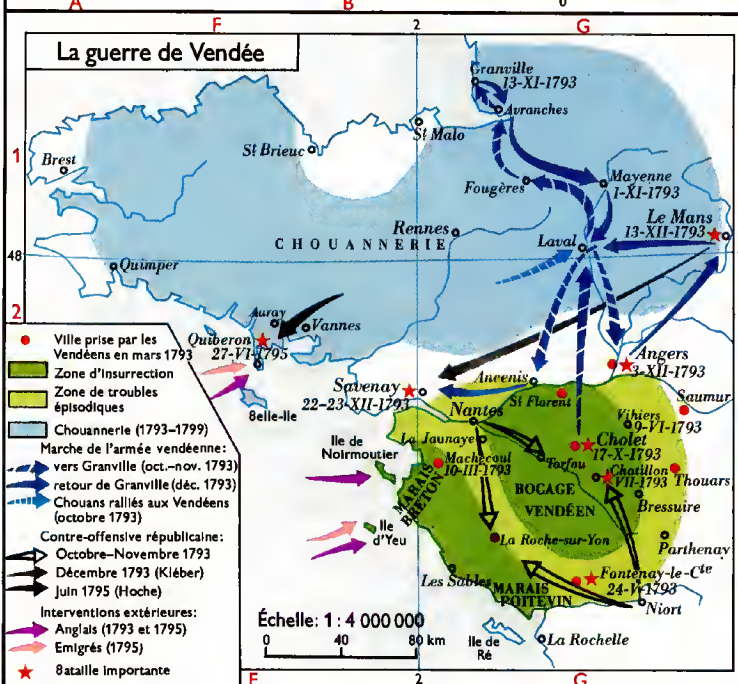 A
B
0
F
2
G
La guerre de Vendée
Granville
13-XI-1793
Avranches
St Malo
St Brieuc
1
Brest
Fougères
Mayenne
1-XI-1793
Le Mans
13-XII-1793
Rennes
CHOUANNERIE
Laval
48
Quimper
2
Auray
Vannes
Quiberon
27-VI-1795
Belle-Ile
Angers
3-XII-1793
Ancenis
Savenay
22-23-XII-1793
St Florent
Saumur
Nantes
Vihiers
9-VI-1793
La Jaunaye
Cholet
17-X-1793
Ile de
Noirmoutier
Machecoul
10-III-1793
Torfou
Chatillon
VII-1793
Thouars
MARAIS
BRETON
BOCAGE
VENDÉEN
Bressuire
Ile
d'Yeu
La Roche-sur-Yon
Parthenay
Les Sables
MARAIS
POITEVIN
Fontenay-le-Cte
24-V-1793
Niort
Ile de
Ré
La Rochelle
Ville prise par les
Vendéens en mars 1793
Zone d'insurrection
Zone de troubles
épisodiques
Chouannerie (1793-1799)
Marche de l'armée vendéenne:
vers Granville (oct.-nov. 1793)
retour de Granville (déc. 1793)
Chouans ralliés aux Vendéens
(octobre 1793)
Contre-offensive républicaine:
Octobre-Novembre 1793
Décembre 1793 (Kléber)
Juin 1795 (Hoche)
Interventions extérieures:
Anglais (1793 et 1795)
Emigrés (1795)
Bataille importante
Échelle: 1 : 4 000 000
0 40 80 km
F
2
G